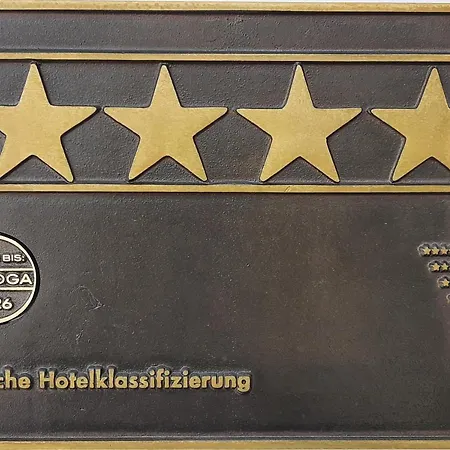 BIS:
OGA
26
che Hotelklassifizierung